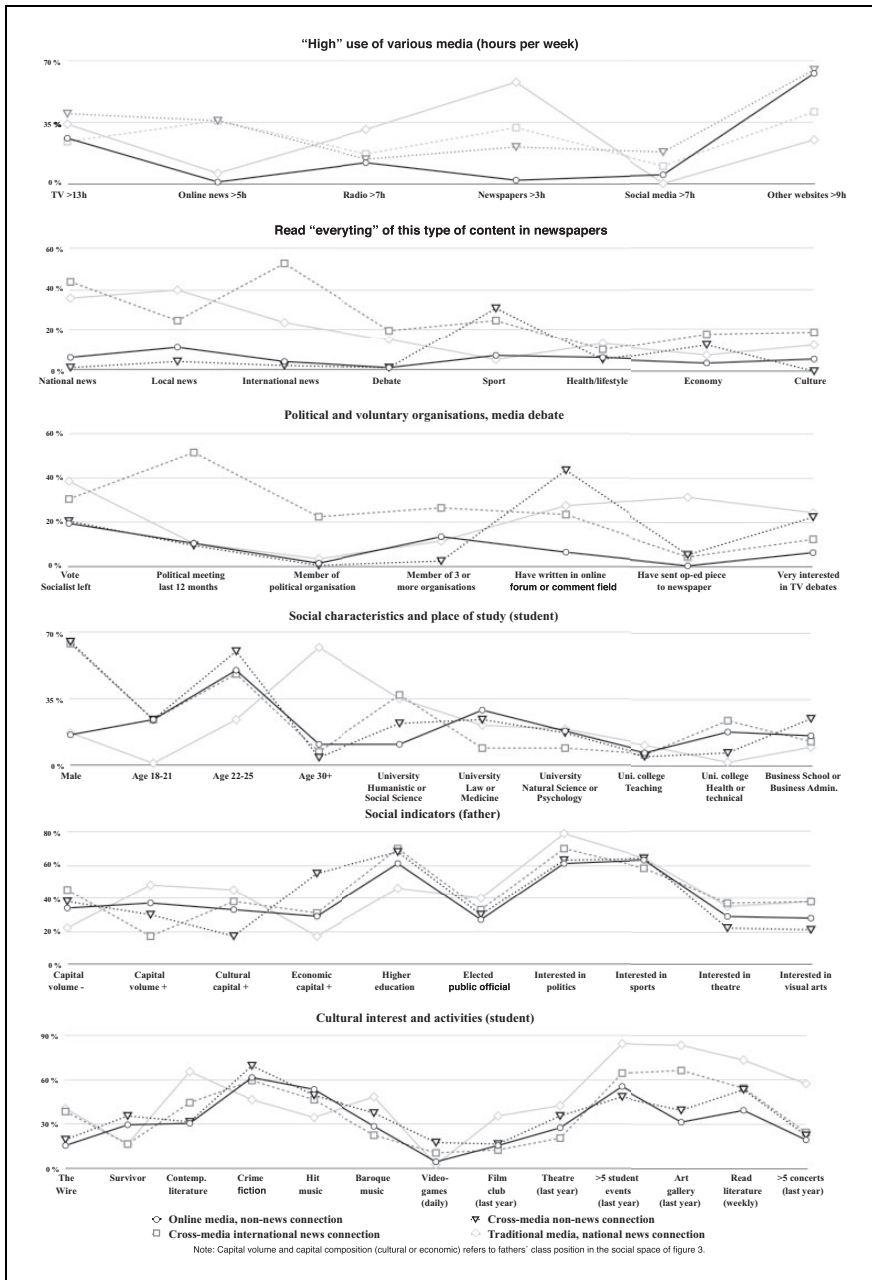 “High” use of various media (hours per week)
70 %
35 %
0 %
TV >13h Online news >5h Radio >7h Newspapers >3h Social media >7h Other websites >9h
Read “everyting” of this type of content in newspapers
60 %
40 %
20 %
0 %
National news Local news International news Debate Sport Health/lifestyle Economy Culture
Political and voluntary organisations, media debate
60 %
40 %
20 %
0 %
Vote Political meeting Member of Member of 3 or Have written in online Have sent op-ed piece Very interested
Socialist left last 12 months political organisation more organisations forum or comment field to newspaper in TV debates
Social characteristics and place of study (student)
70 %
35 %
0 %
Male Age 18-21 Age 22-25 Age 30+ University University University Uni. college Uni. college Business School or
Humanistic or Law or Natural Science or Teaching Health or Business Admin.
Social Science Medicine Psychology technical
Social indicators (father)
80 %
60 %
40 %
20 %
0 %
Capital Capital Cultural Economic Higher Elected Interested in Interested in Interested in Interested in
volume - volume + capital + capital + education public official politics sports theatre visual arts
Cultural interest and activities (student)
90 %
60 %
30 %
0 %
The Survivor Contemp. Crime Hit Baroque Video- Film Theatre >5 student Art Read >5 concerts
Wire literature fiction music music games club (last year) events gallery literature (last year)
(daily) (last year) (last year) (last year) (weekly)
Online media, non-news connection Cross-media non-news connection
Cross-media international news connection Traditional media, national news connection
Note: Capital volume and capital composition (cultural or economic) refers to fathers´ class position in the social space of figure 3.